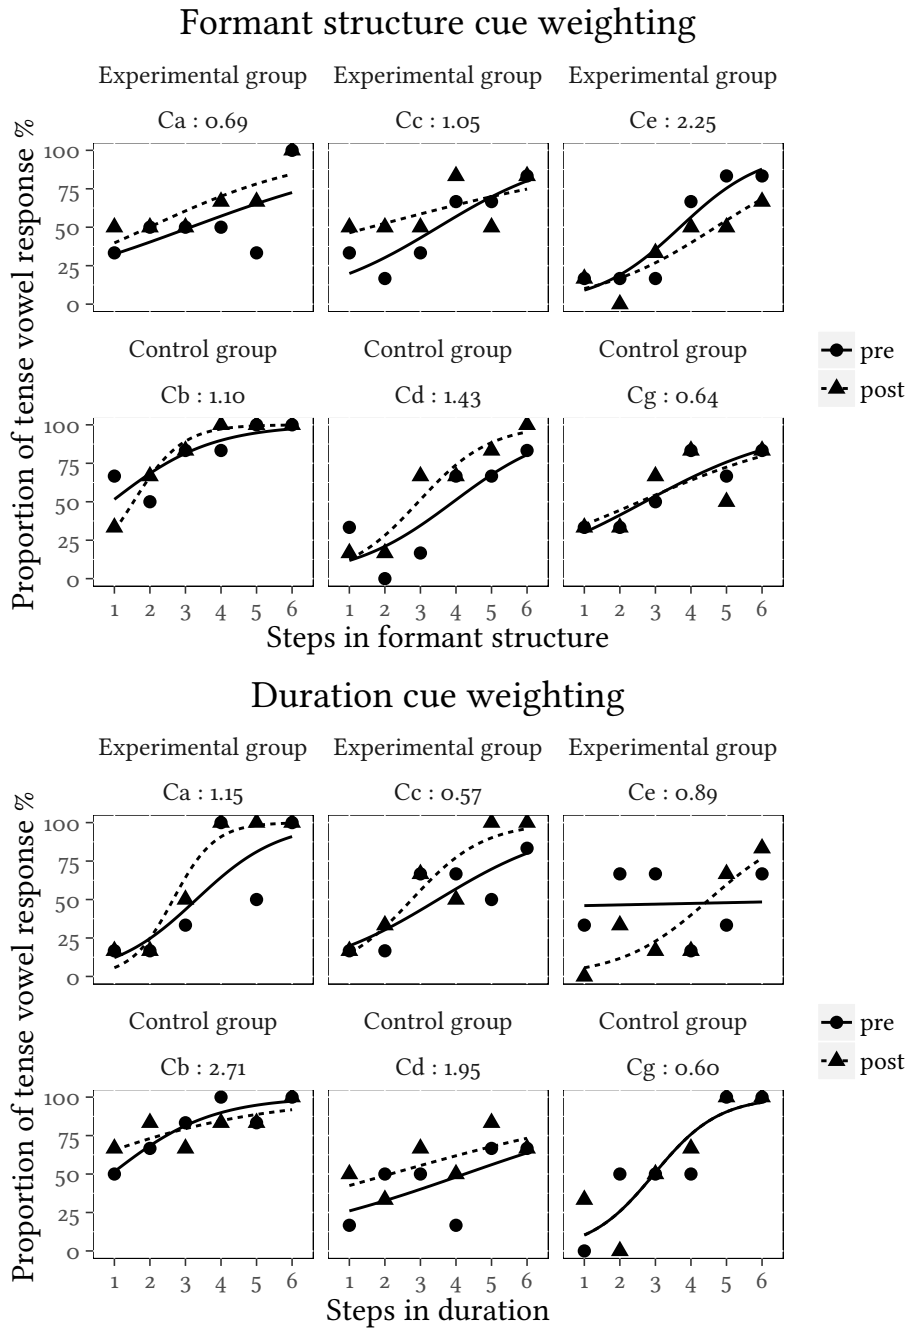 Formant structure cue weighting
Experimental group Experimental group Experimental group
Ca : 0.69 Cc : 1.05 Ce : 2.25
Proportion of tense vowel response %
100
75
50
25
0
Control group Control group Control group
Cb : 1.10 Cd : 1.43 Cg : 0.64
100
75
50
25
0
1 2 3 4 5 6 1 2 3 4 5 6 1 2 3 4 5 6
Steps in formant structure
pre
post
Duration cue weighting
Experimental group Experimental group Experimental group
Ca : 1.15 Cc : 0.57 Ce : 0.89
Proportion of tense vowel response %
100
75
50
25
0
Control group Control group Control group
Cb : 2.71 Cd : 1.95 Cg : 0.60
100
75
50
25
0
1 2 3 4 5 6 1 2 3 4 5 6 1 2 3 4 5 6
Steps in duration
pre
post